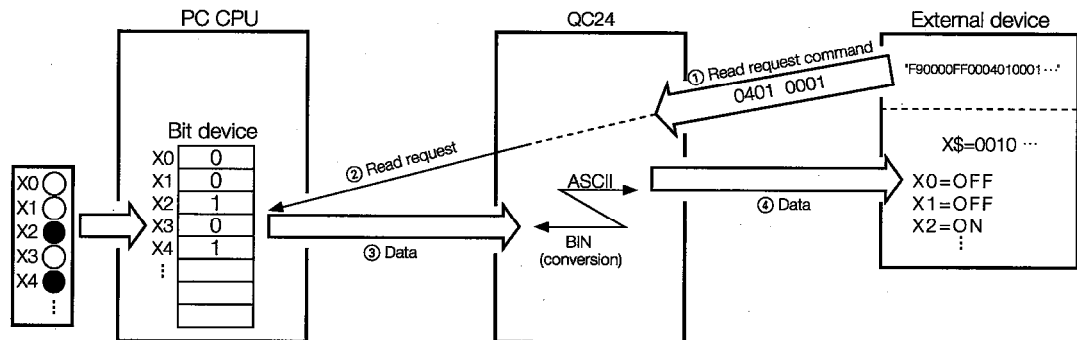 PC CPU
QC24
External device
① Read request command
0401 0001
"F90000FF0004010001 ···"
Bit device
X0 0
X1 0
X2 1
X3 0
X4 1
X0
X1
X2
X3
X4
② Read request
③ Data
ASCII
BIN
(conversion)
④ Data
X$=0010 ···
X0=OFF
X1=OFF
X2=ON